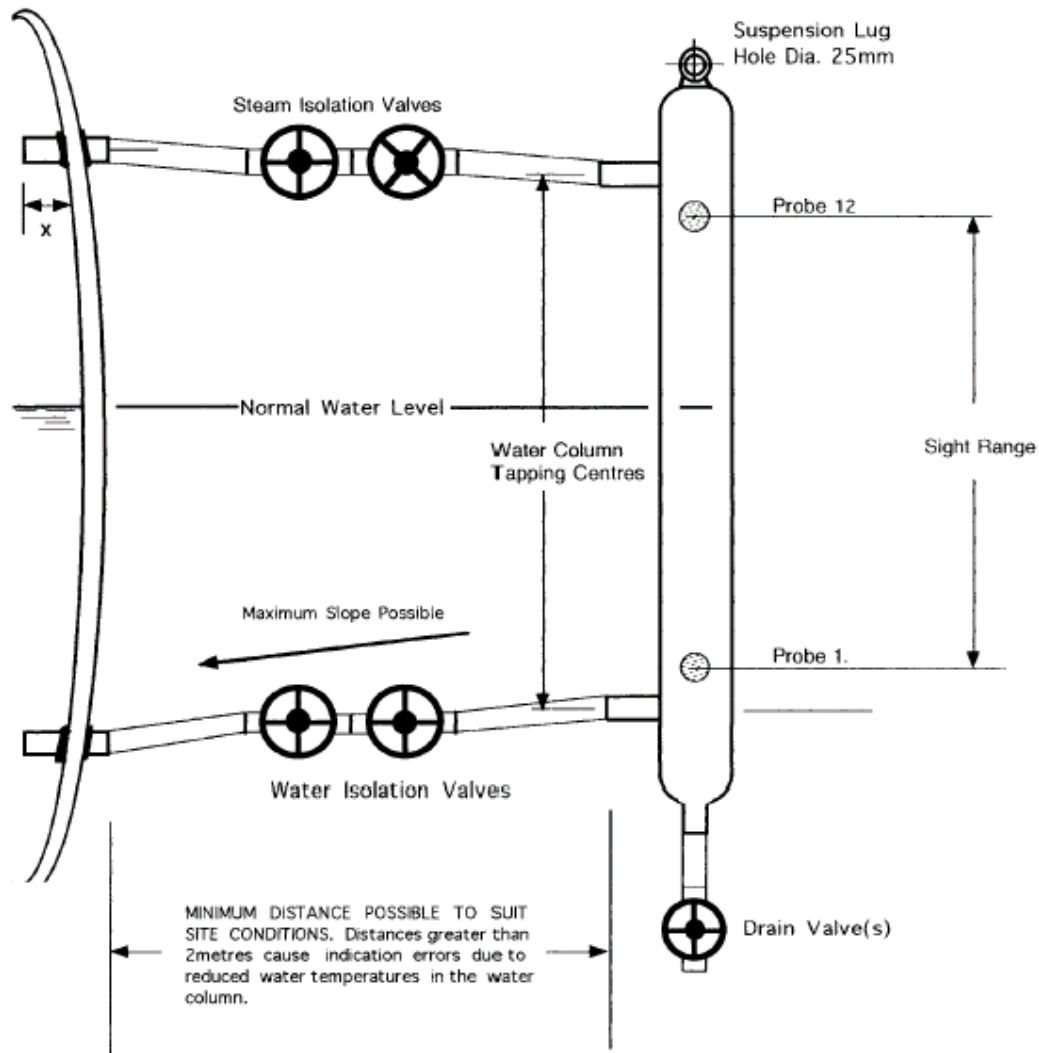 Suspension Lug
Hole Dia. 25mm
Steam Isolation Valves
Probe 12
x
Normal Water Level
Water Column
Tapping Centres
Sight Range
Maximum Slope Possible
Probe 1.
Water Isolation Valves
MINIMUM DISTANCE POSSIBLE TO SUIT
SITE CONDITIONS. Distances greater than
2metres cause indication errors due to
reduced water temperatures in the water
column.
Drain Valve(s)